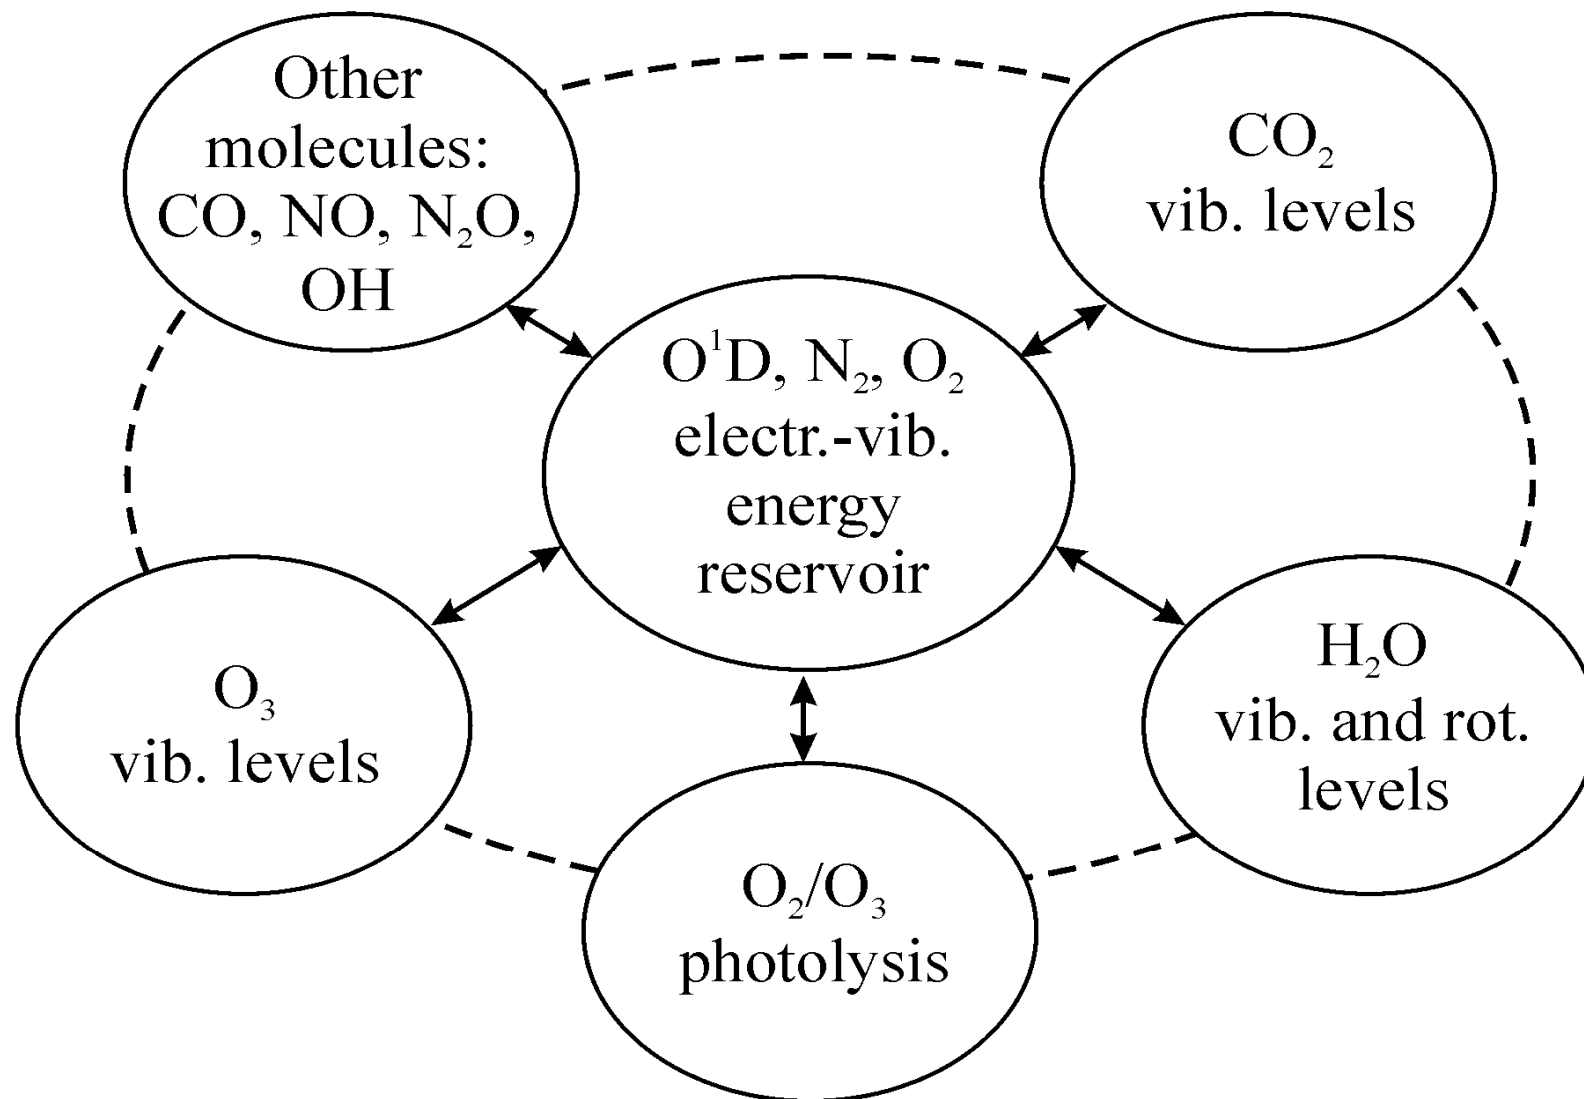 Other
molecules:
CO, NO, N₂O,
OH
CO₂
vib. levels
O¹D, N₂, O₂
electr.-vib.
energy
reservoir
O₃
vib. levels
H₂O
vib. and rot.
levels
O₂/O₃
photolysis